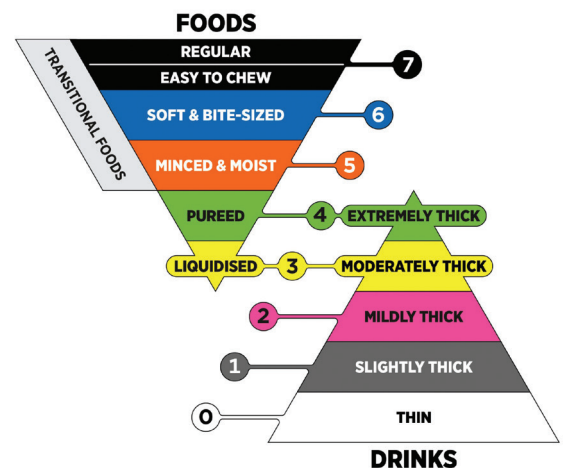 FOODS
REGULAR
EASY TO CHEW
7
TRANSITIONAL FOODS
SOFT & BITE-SIZED
6
MINCED & MOIST
5
PUREED
4
EXTREMELY THICK
LIQUIDISED
3
MODERATELY THICK
2
MILDLY THICK
1
SLIGHTLY THICK
0
THIN
DRINKS